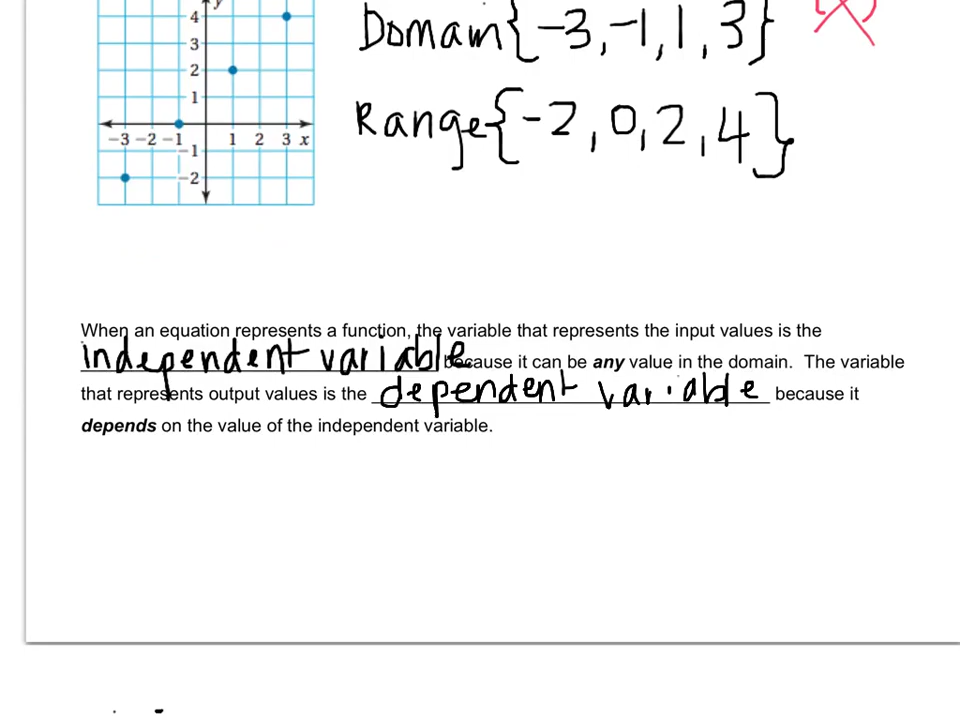 y
4
Domain{-3,-1,1,3}
3
2
1
Range{-2,0,2,4}
-3 -2 -1 1 2 3 x
-1
-2
When an equation represents a function, the variable that represents the input values is the
independent variable because it can be any value in the domain. The variable
that represents output values is the dependent variable because it
depends on the value of the independent variable.